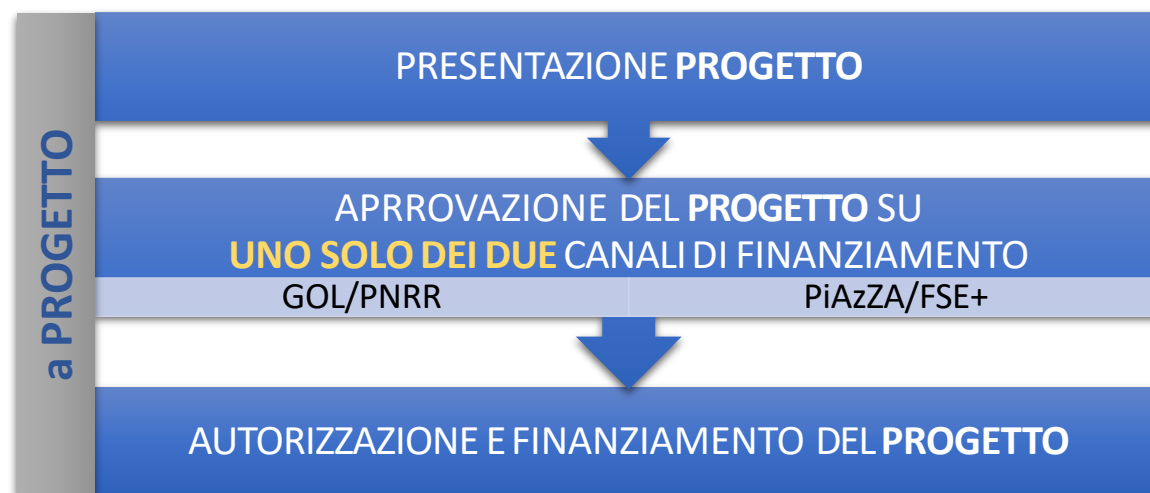 a PROGETTO
PRESENTAZIONE PROGETTO
APRROVAZIONE DEL PROGETTO SU
UNO SOLO DEI DUE CANALI DI FINANZIAMENTO
GOL/PNRR PiAzZA/FSE+
AUTORIZZAZIONE E FINANZIAMENTO DEL PROGETTO